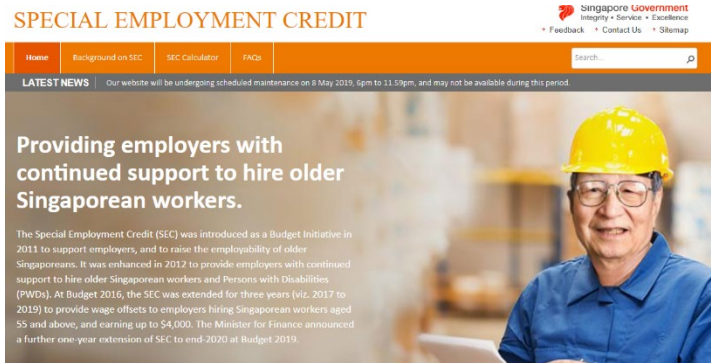 SPECIAL EMPLOYMENT CREDIT
Singapore Government
Integrity • Service • Excellence
Feedback Contact Us Sitemap
Home Background on SEC SEC Calculator FAQs Search...
LATEST NEWS Our website will be undergoing scheduled maintenance on 8 May 2019, 6pm to 11.59pm, and may not be available during this period.
Providing employers with
continued support to hire older
Singaporean workers.
The Special Employment Credit (SEC) was introduced as a Budget Initiative in
2011 to support employers, and to raise the employability of older
Singaporeans. It was enhanced in 2012 to provide employers with continued
support to hire older Singaporean workers and Persons with Disabilities
(PWDs). At Budget 2016, the SEC was extended for three years (viz. 2017 to
2019) to provide wage offsets to employers hiring Singaporean workers aged
55 and above, and earning up to $4,000. The Minister for Finance announced
a further one-year extension of SEC to end-2020 at Budget 2019.